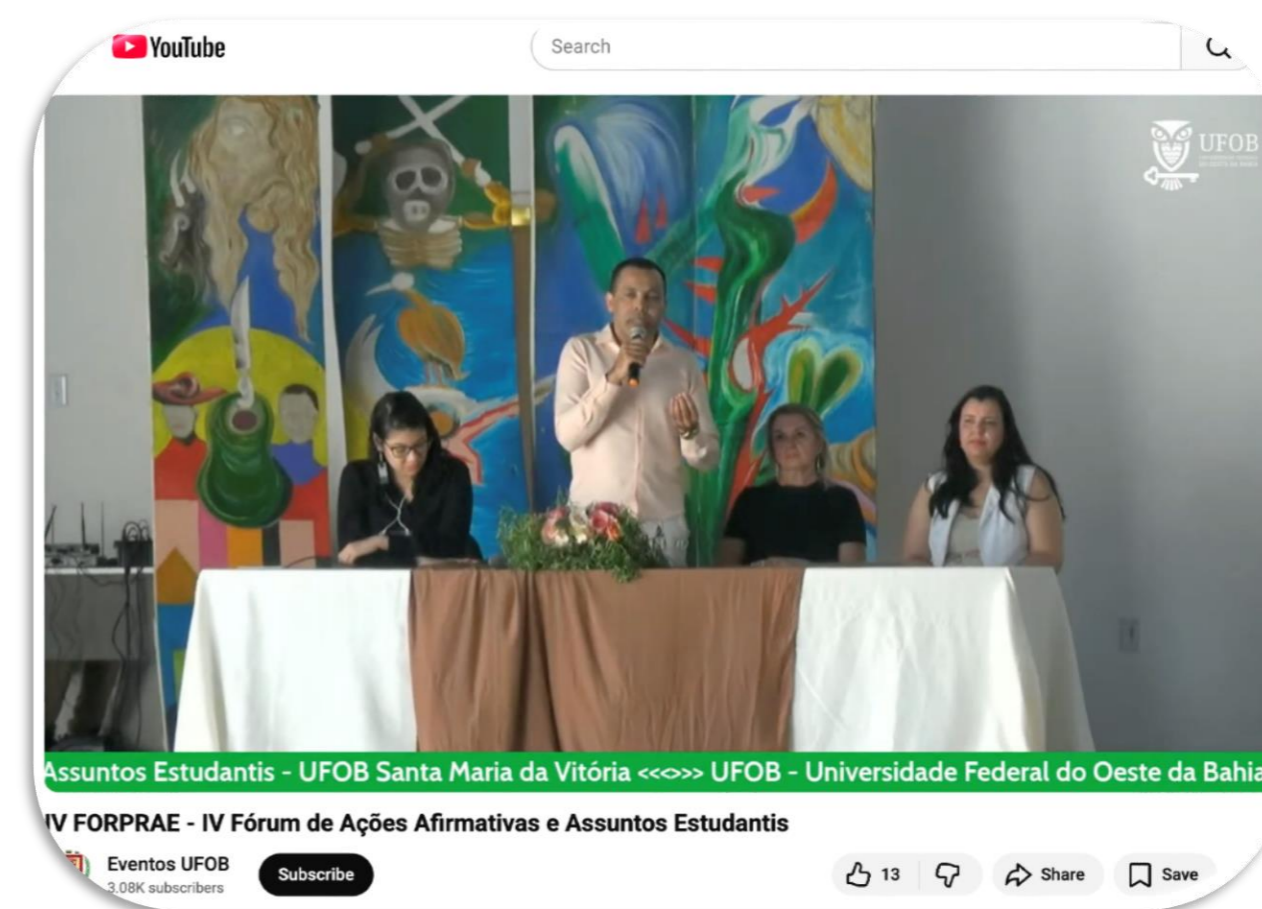 YouTube
Search
UFOB
Assuntos Estudantis - UFOB Santa Maria da Vitória <<<>>> UFOB - Universidade Federal do Oeste da Bahia
IV FORPRAE - IV Fórum de Ações Afirmativas e Assuntos Estudantis
Eventos UFOB
3.08K subscribers
Subscribe
13
Share
Save